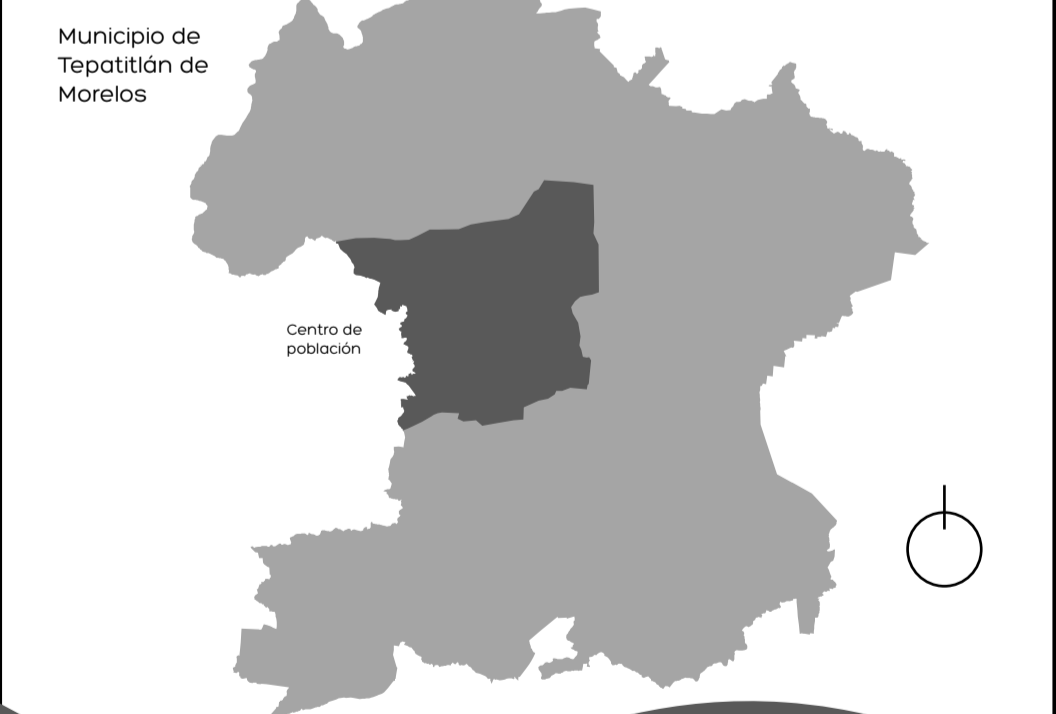 Municipio de
Tepatitlán de
Morelos
Centro de
población